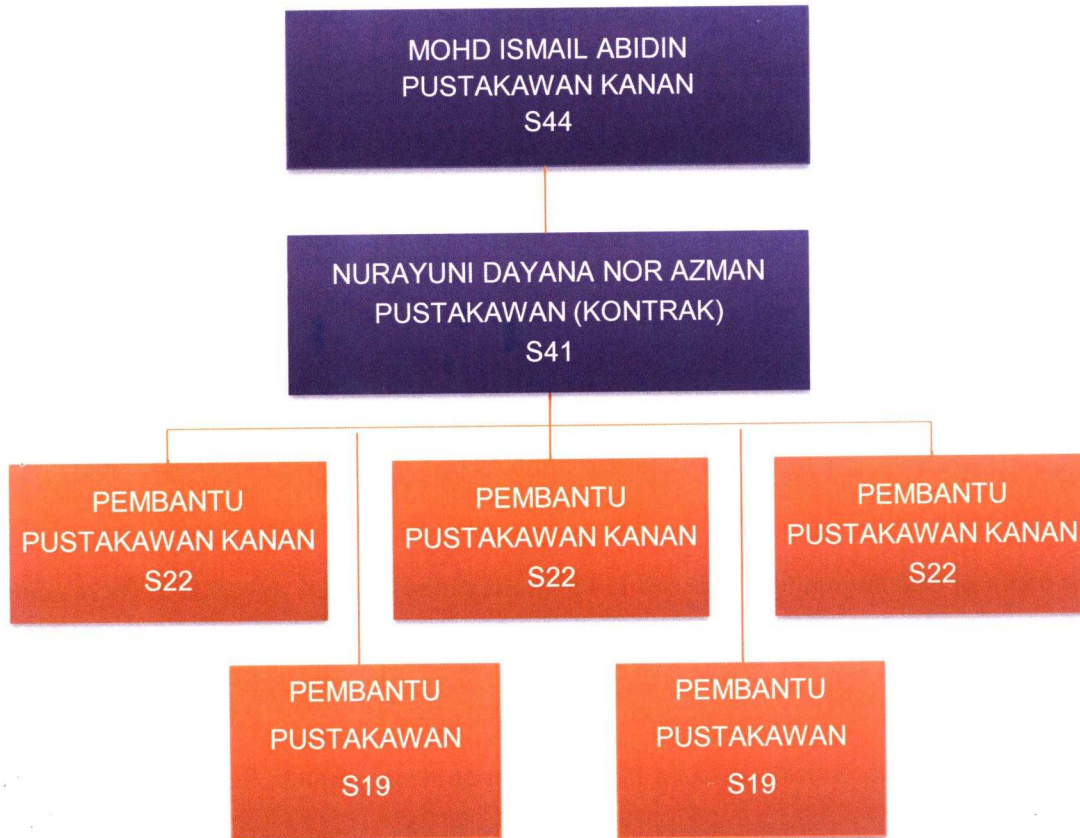 MOHD ISMAIL ABIDIN
PUSTAKAWAN KANAN
S44
NURAYUNI DAYANA NOR AZMAN
PUSTAKAWAN (KONTRAK)
S41
PEMBANTU
PUSTAKAWAN KANAN
S22
PEMBANTU
PUSTAKAWAN KANAN
S22
PEMBANTU
PUSTAKAWAN KANAN
S22
PEMBANTU
PUSTAKAWAN
S19
PEMBANTU
PUSTAKAWAN
S19